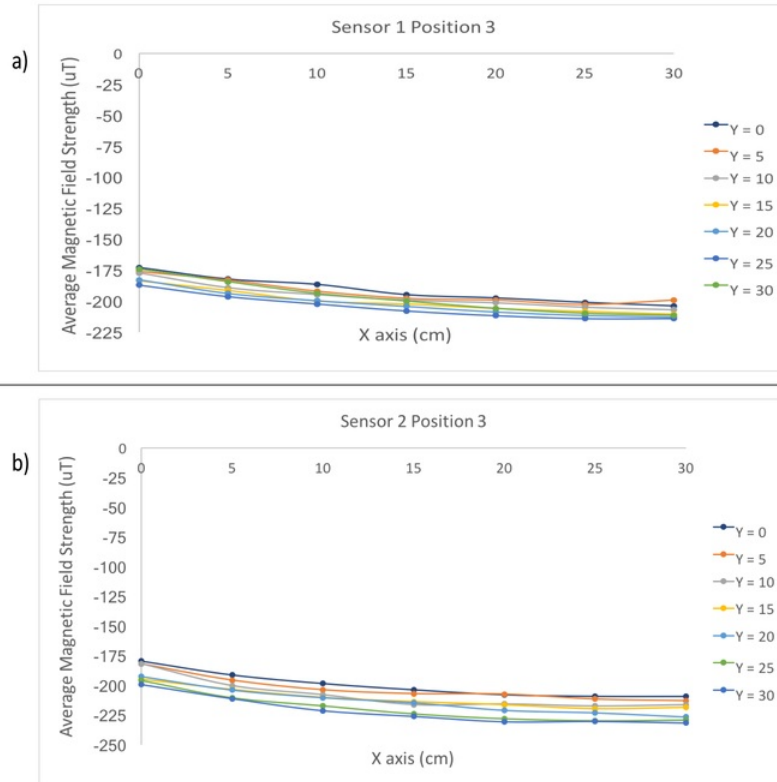 a)
Sensor 1 Position 3
Average Magnetic Field Strength (uT)
0
-25
-50
-75
-100
-125
-150
-175
-200
-225
0 5 10 15 20 25 30
X axis (cm)
Y = 0
Y = 5
Y = 10
Y = 15
Y = 20
Y = 25
Y = 30
b)
Sensor 2 Position 3
Average Magnetic Field Strength (uT)
0
-25
-50
-75
-100
-125
-150
-175
-200
-225
-250
0 5 10 15 20 25 30
X axis (cm)
Y = 0
Y = 5
Y = 10
Y = 15
Y = 20
Y = 25
Y = 30